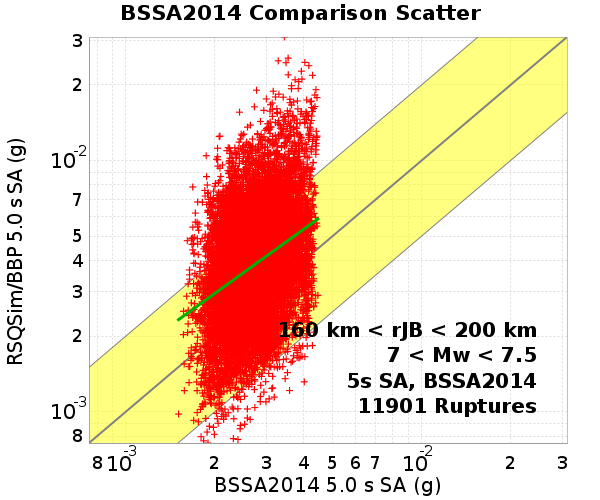 BSSA2014 Comparison Scatter
3
2
10-2
7
5
4
3
2
10-3
8
RSQSim/BBP 5.0 s SA (g)
160 km < rJB < 200 km
7 < Mw < 7.5
5s SA, BSSA2014
11901 Ruptures
8 10-3 2 3 4 5 6 7 10-2 2 3
BSSA2014 5.0 s SA (g)